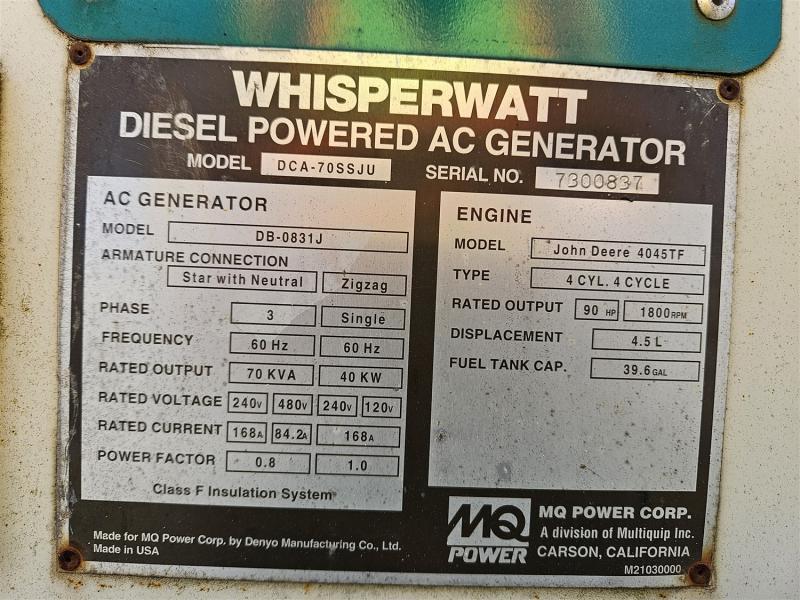 WHISPERWATT
DIESEL POWERED AC GENERATOR
MODEL DCA-70SSJU SERIAL NO. 7300837
AC GENERATOR
MODEL DB-0831J
ARMATURE CONNECTION
Star with Neutral Zigzag
PHASE 3 Single
FREQUENCY 60 Hz 60 Hz
RATED OUTPUT 70 KVA 40 KW
RATED VOLTAGE 240V 480V 240V 120V
RATED CURRENT 168A 84.2A 168A
POWER FACTOR 0.8 1.0
Class F Insulation System
ENGINE
MODEL John Deere 4045TF
TYPE 4 CYL. 4 CYCLE
RATED OUTPUT 90 HP 1800RPM
DISPLACEMENT 4.5 L
FUEL TANK CAP. 39.6GAL
Made for MQ Power Corp. by Denyo Manufacturing Co., Ltd.
Made in USA
MQ
POWER
MQ POWER CORP.
A division of Multiquip Inc.
CARSON, CALIFORNIA
M21030000